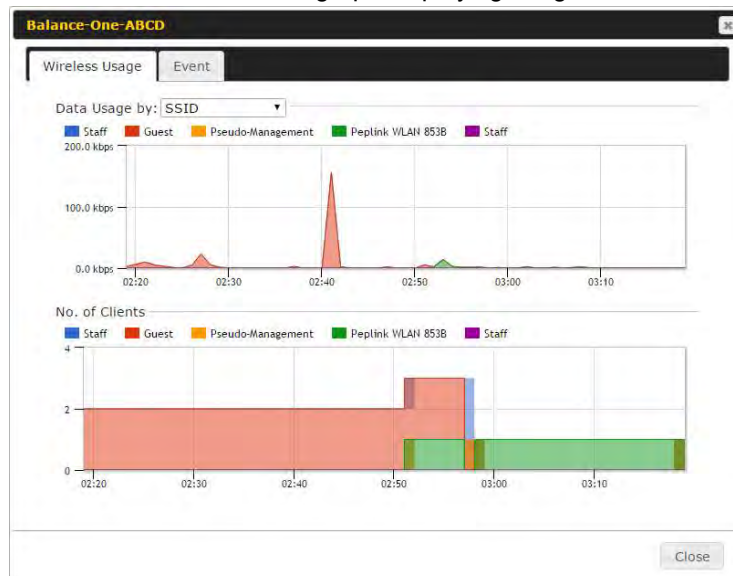 Balance-One-ABCD
Wireless Usage Event
Data Usage by: SSID
Staff Guest Pseudo-Management Peplink WLAN 853B Staff
200.0 kbps
100.0 kbps
0.0 kbps
02:20 02:30 02:40 02:50 03:00 03:10
No. of Clients
Staff Guest Pseudo-Management Peplink WLAN 853B Staff
4
2
0
02:20 02:30 02:40 02:50 03:00 03:10
Close